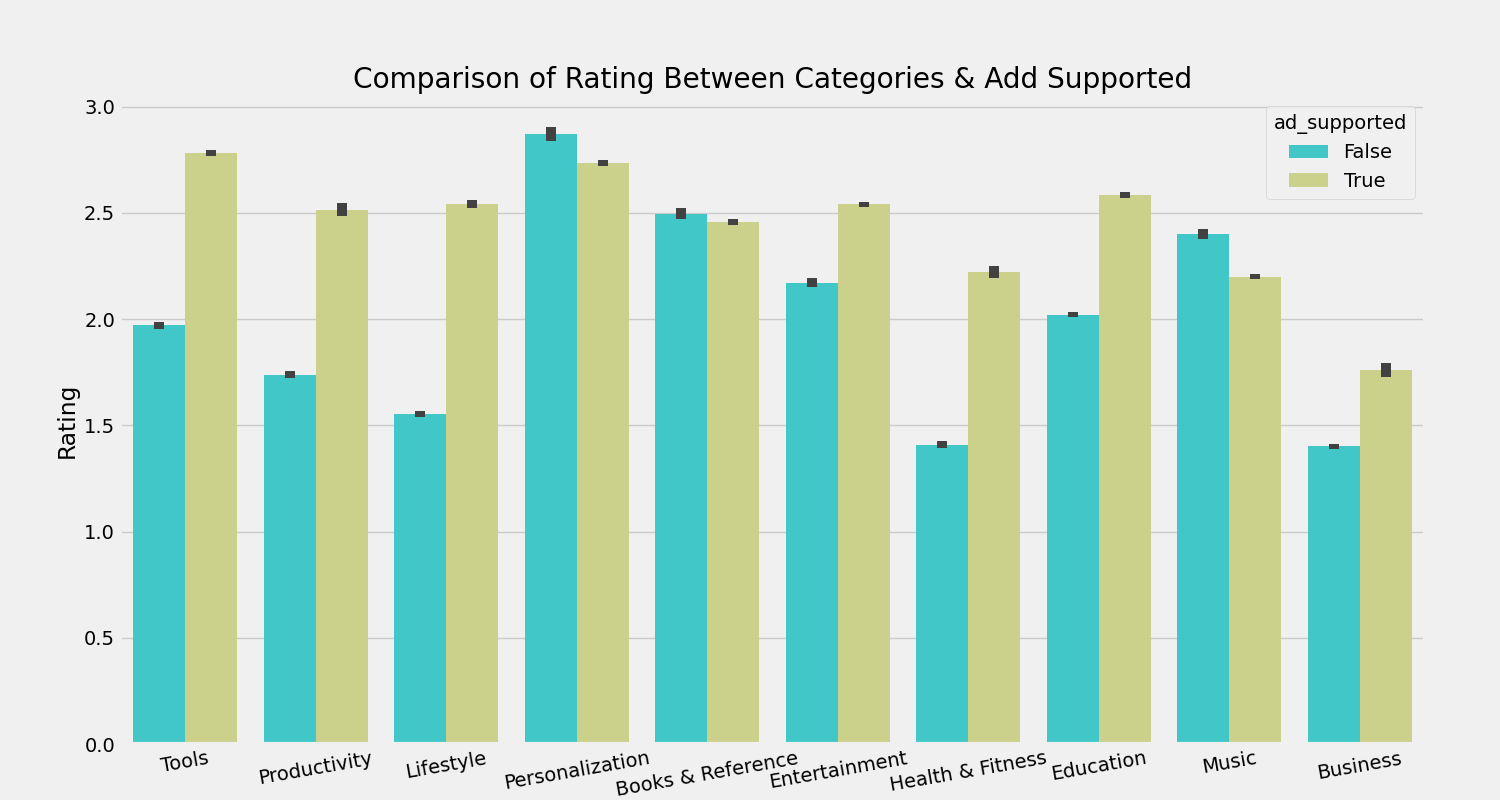 Comparison of Rating Between Categories & Add Supported
ad_supported
False
True
3.0
2.5
2.0
1.5
1.0
0.5
0.0
Rating
Tools
Productivity
Lifestyle
Personalization
Books & Reference
Entertainment
Health & Fitness
Education
Music
Business